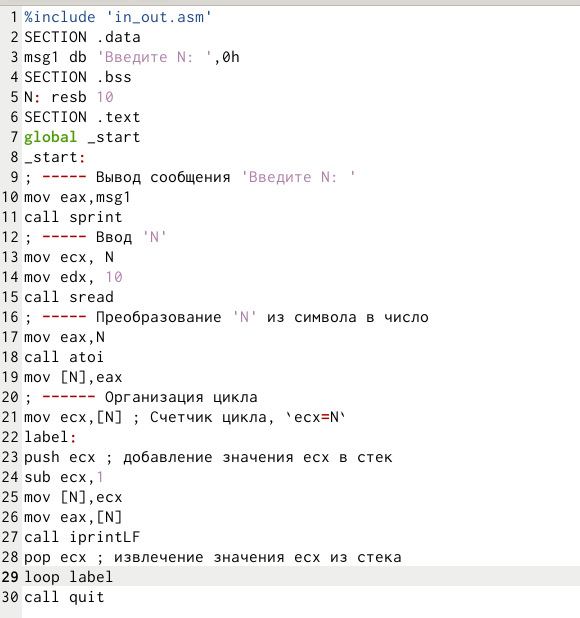 1 %include 'in_out.asm'
2 SECTION .data
3 msg1 db 'Введите N: ',0h
4 SECTION .bss
5 N: resb 10
6 SECTION .text
7 global _start
8 _start:
9 ; ----- Вывод сообщения 'Введите N: '
10 mov eax,msg1
11 call sprint
12 ; ----- Ввод 'N'
13 mov ecx, N
14 mov edx, 10
15 call sread
16 ; ----- Преобразование 'N' из символа в число
17 mov eax,N
18 call atoi
19 mov [N],eax
20 ; ------ Организация цикла
21 mov ecx,[N] ; Счетчик цикла, `ecx=N`
22 label:
23 push ecx ; добавление значения ecx в стек
24 sub ecx,1
25 mov [N],ecx
26 mov eax,[N]
27 call iprintLF
28 pop ecx ; извлечение значения ecx из стека
29 loop label
30 call quit